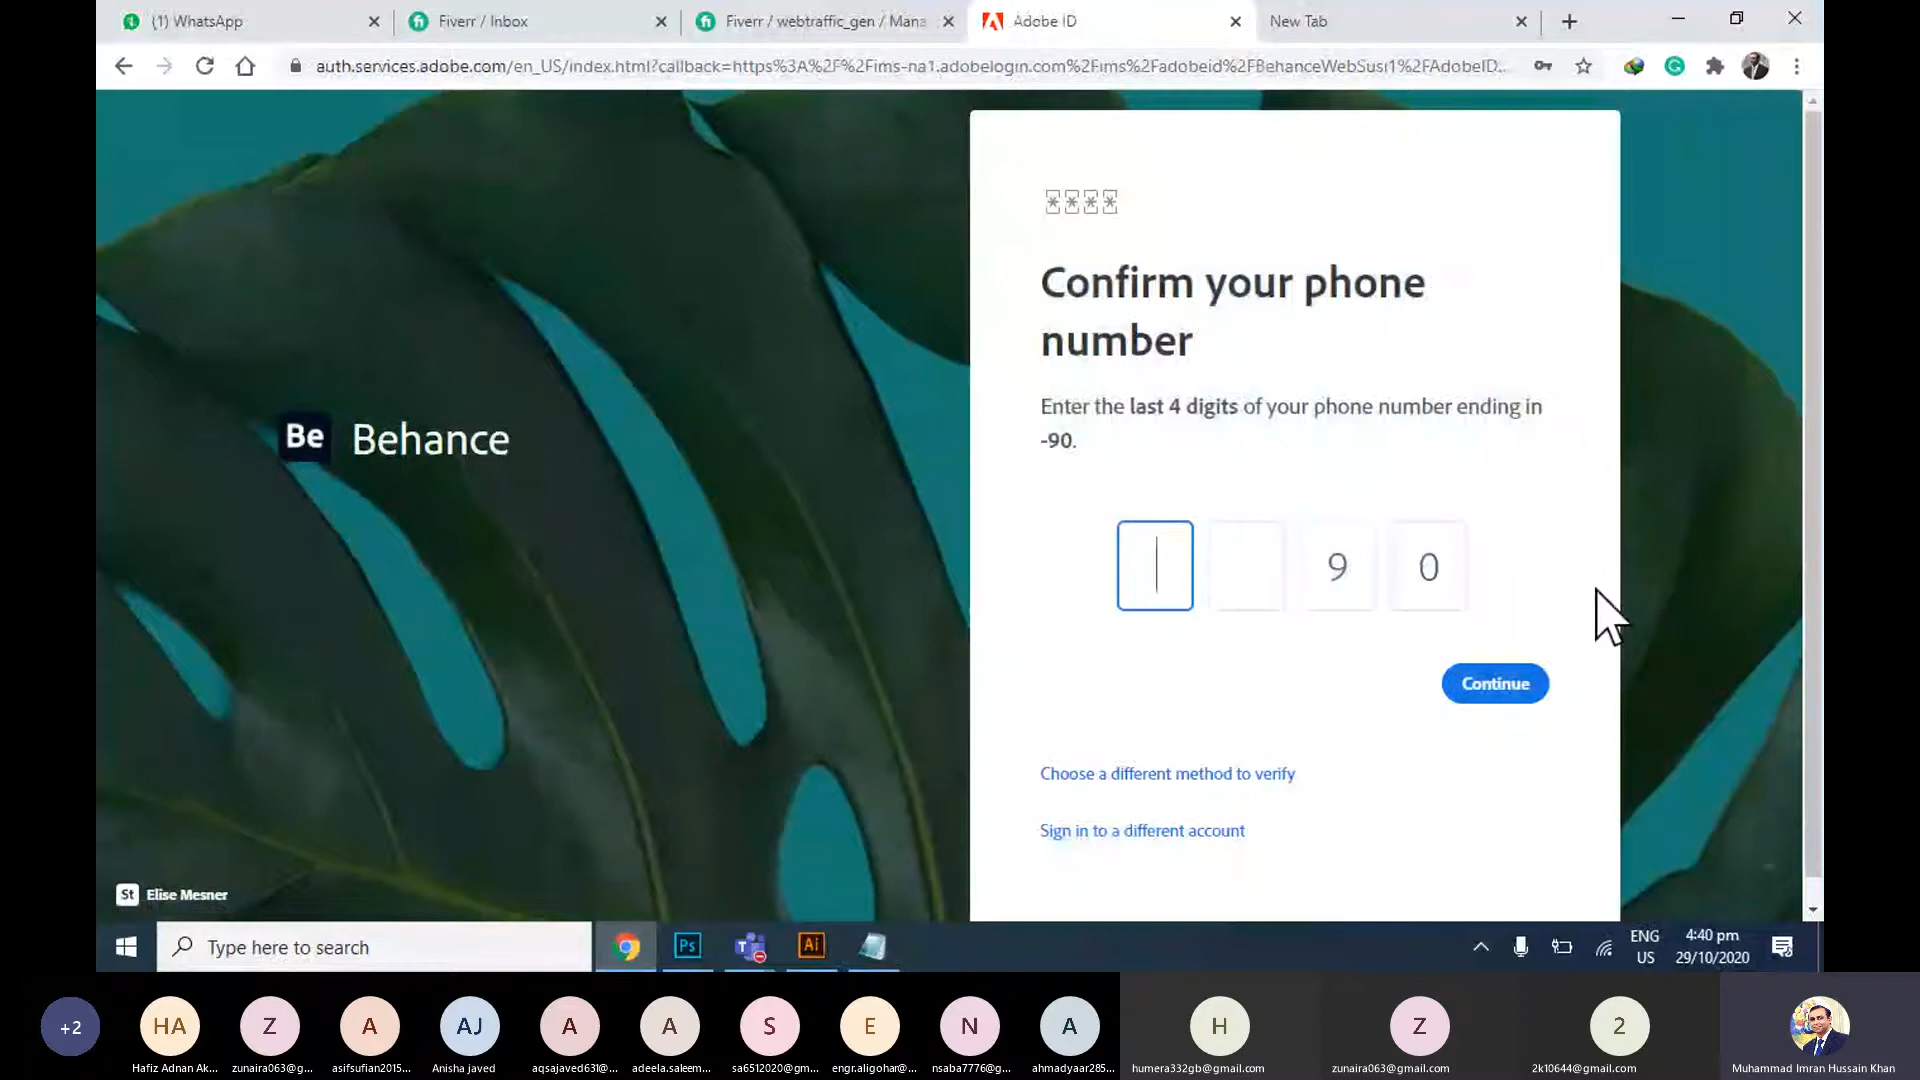 (1) WhatsApp
Fiverr / Inbox
Fiverr / webtraffic_gen / Mana
Adobe ID
New Tab
auth.services.adobe.com/en_US/index.html?callback=https%3A%2F%2Fims-na1.adobelogin.com%2Fims%2Fadobeid%2FBehanceWebSusi1%2FAdobeID...
****
Confirm your phone
number
Enter the last 4 digits of your phone number ending in
-90.
Be Behance
9 0
Continue
Choose a different method to verify
Sign in to a different account
St Elise Mesner
Type here to search
Ps
T
Ai
ENG
US
4:40 pm
29/10/2020
+2
HA
Z
A
AJ
A
A
S
E
N
A
H
Z
2
Hafiz Adnan Ak...
zunaira063@g...
asifsufian2015...
Anisha javed
aqsajaved631@...
adeela.saleem...
sa6512020@gm...
engr.aligohar@...
nsaba7776@g...
ahmadyaar285...
humera332gb@gmail.com
zunaira063@gmail.com
2k10644@gmail.com
Muhammad Imran Hussain Khan